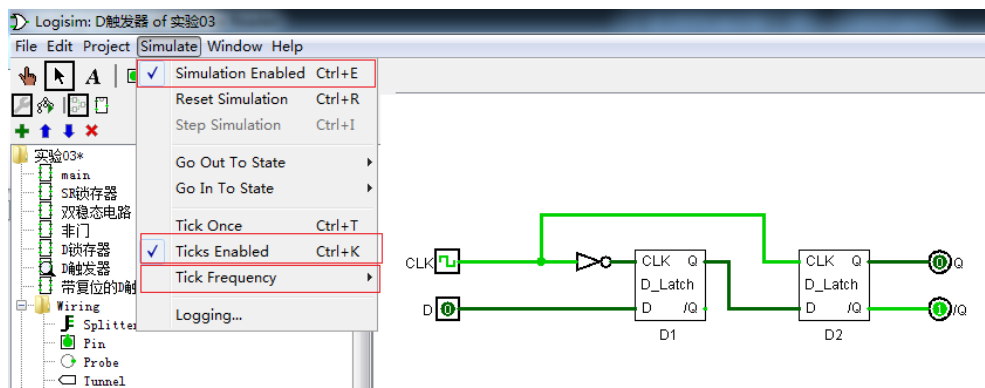 Logisim: D触发器 of 实验03
File Edit Project Simulate Window Help
A
Simulation Enabled Ctrl+E
Reset Simulation Ctrl+R
Step Simulation Ctrl+I
Go Out To State
Go In To State
Tick Once Ctrl+T
Ticks Enabled Ctrl+K
Tick Frequency
Logging...
实验03*
main
SR锁存器
双稳态电路
非门
D锁存器
D触发器
带复位的D触
Wiring
Splitter
Pin
Probe
Tunnel
CLK
D 0
CLK Q
D_Latch
D /Q
D1
CLK Q
D_Latch
D /Q
D2
0 Q
1 /Q